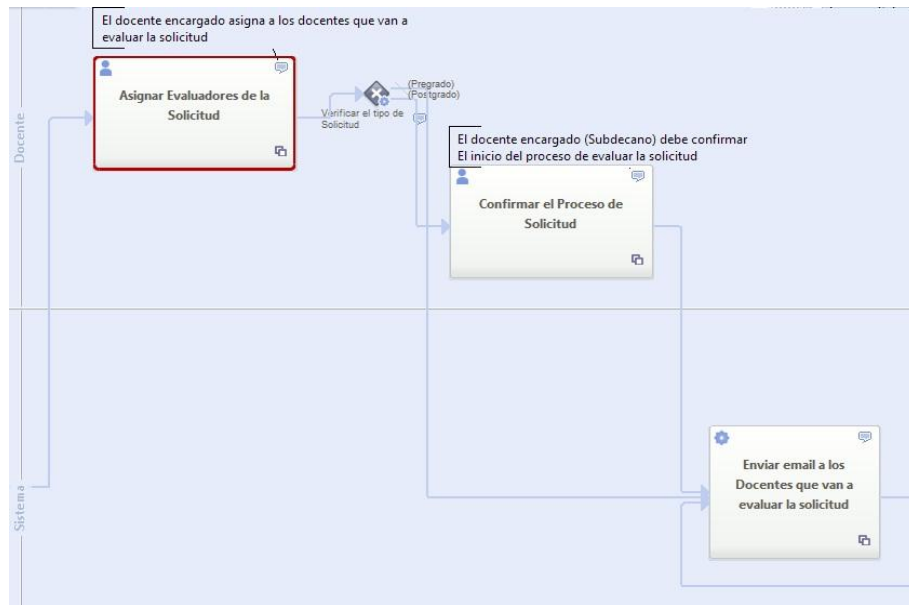 El docente encargado asigna a los docentes que van a
evaluar la solicitud
Asignar Evaluadores de la
Solicitud
(Pregrado)
(Postgrado)
Verificar el tipo de
Solicitud
Docente
El docente encargado (Subdecano) debe confirmar
El inicio del proceso de evaluar la solicitud
Confirmar el Proceso de
Solicitud
Sistema
Enviar email a los
Docentes que van a
evaluar la solicitud